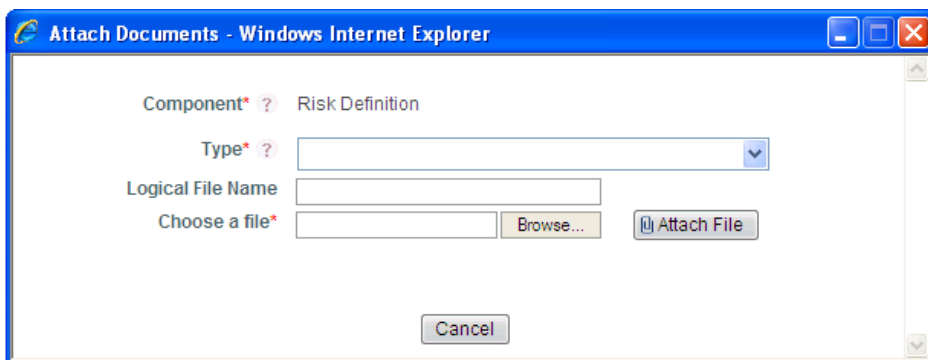 Attach Documents - Windows Internet Explorer
Component* ? Risk Definition
Type* ?
Logical File Name
Choose a file* Browse... Attach File
Cancel